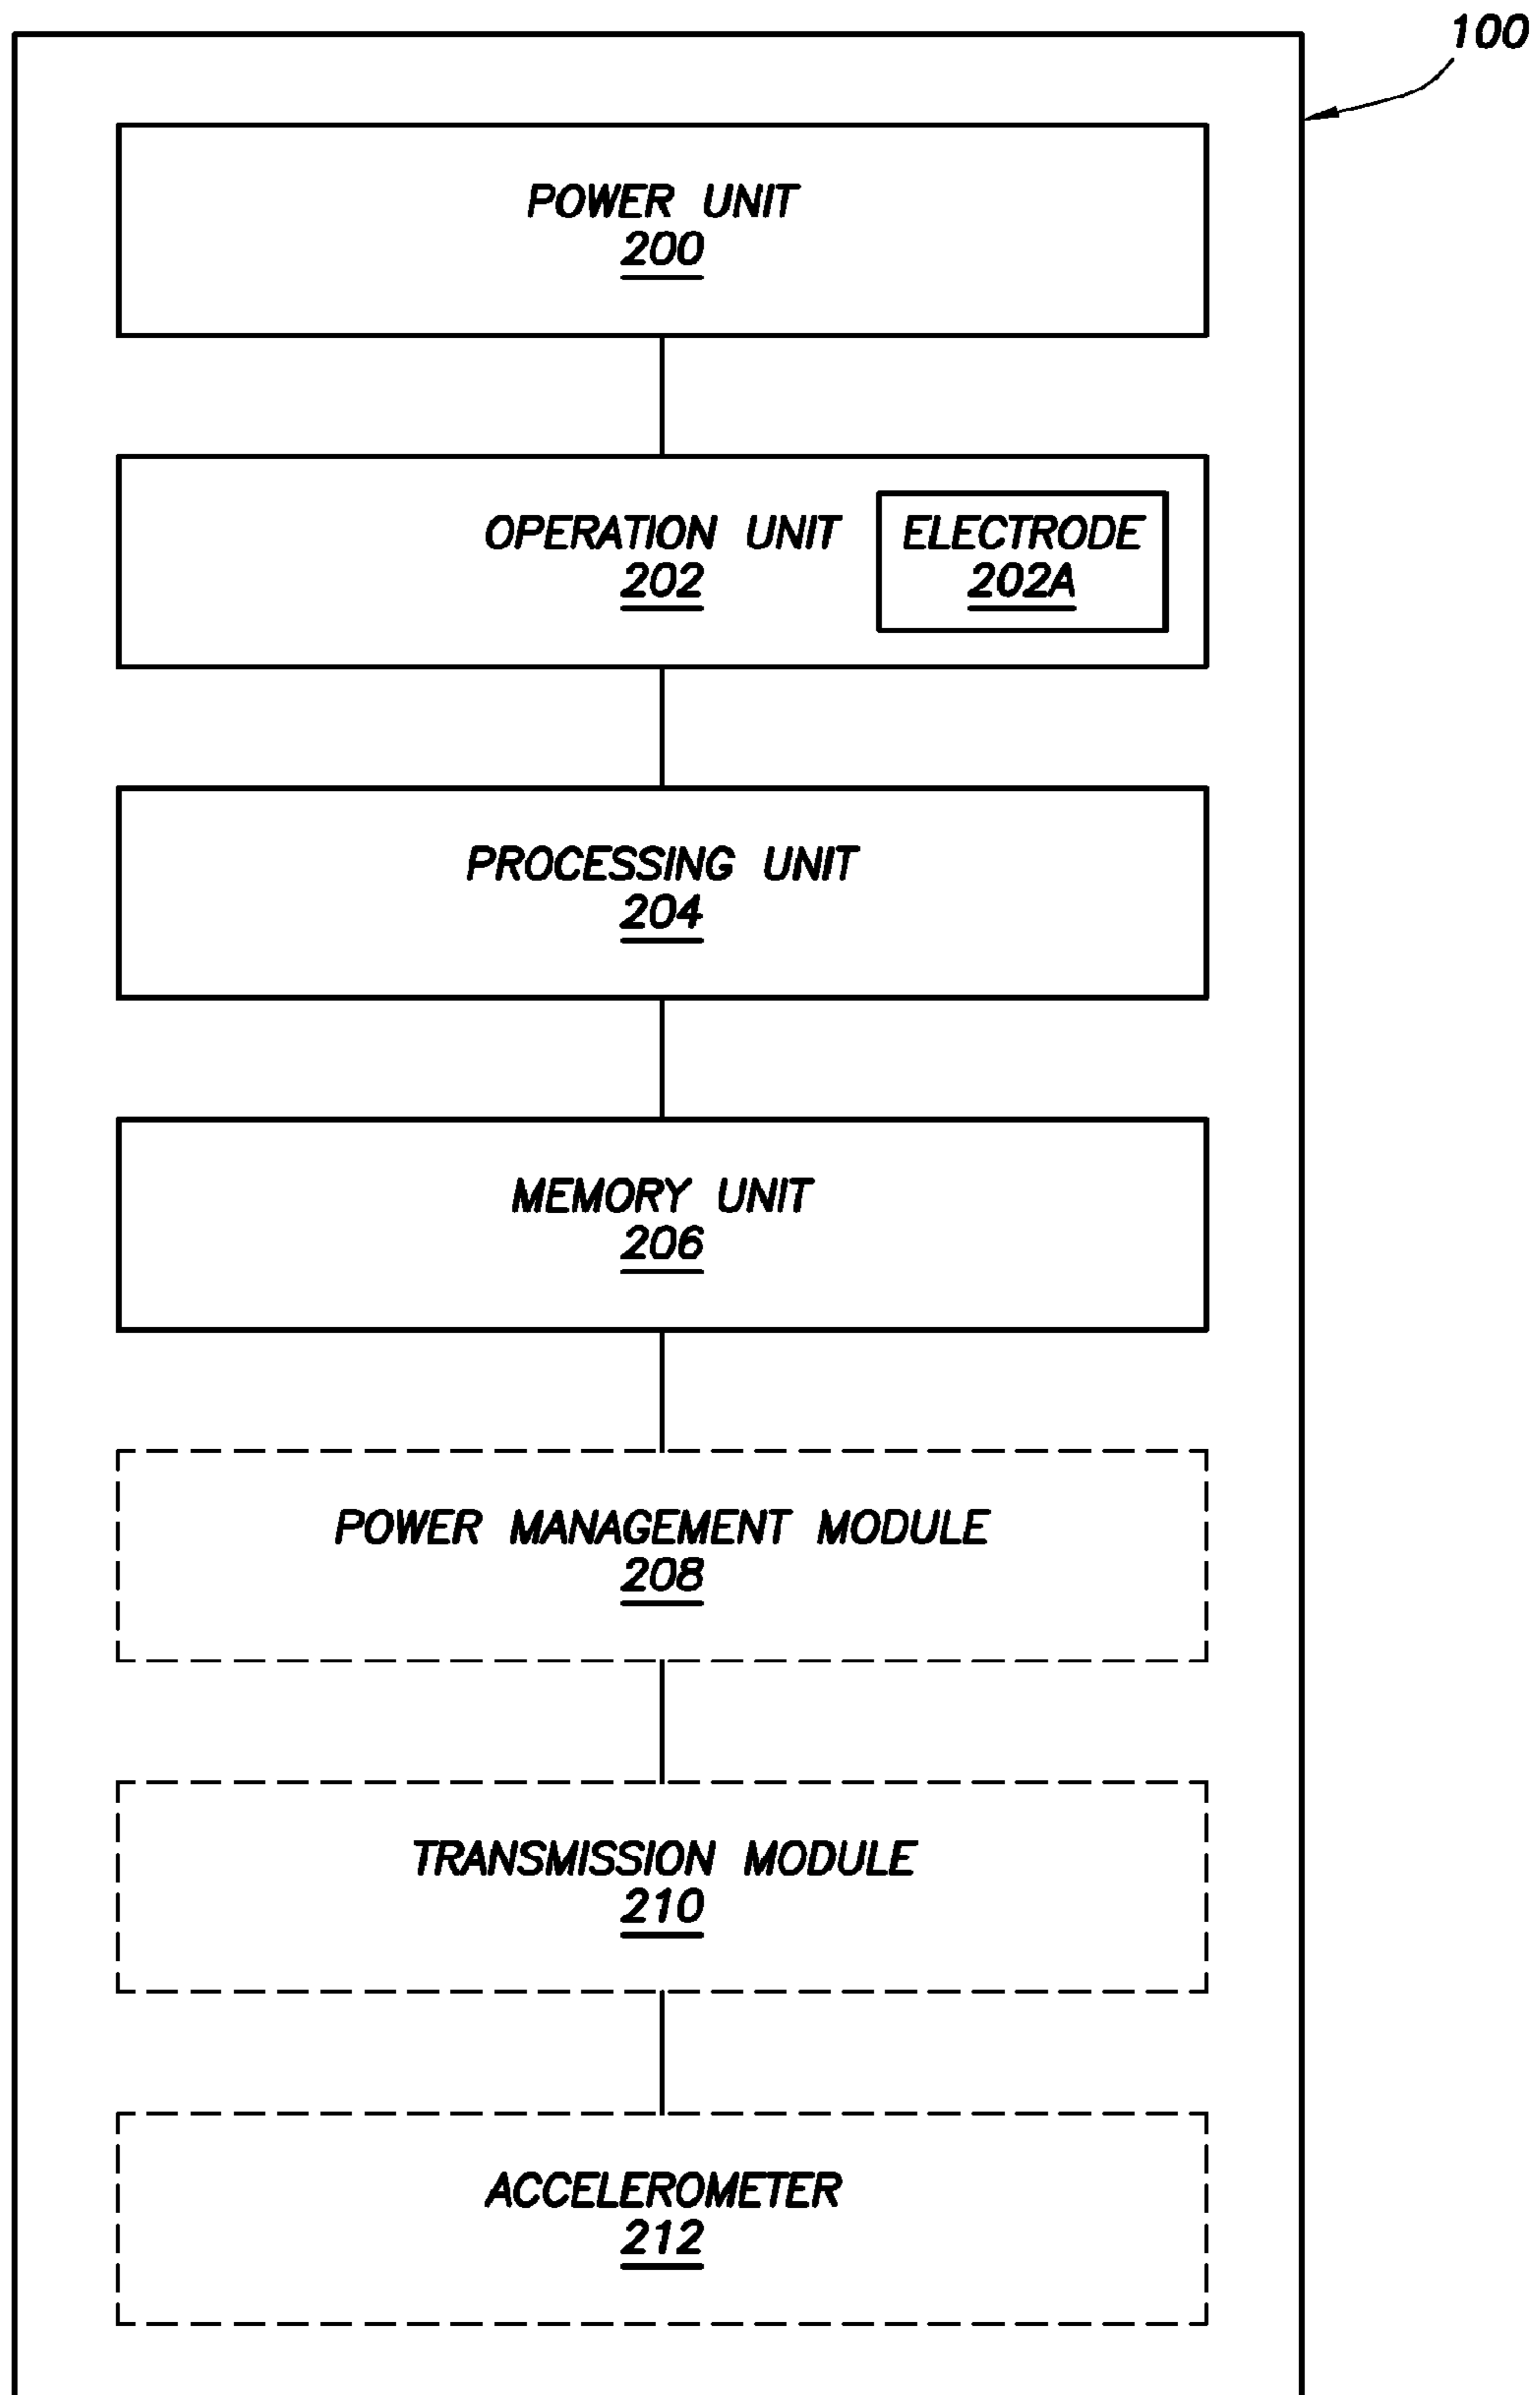 100
POWER UNIT
200
OPERATION UNIT
202
ELECTRODE
202A
PROCESSING UNIT
204
MEMORY UNIT
206
POWER MANAGEMENT MODULE
208
TRANSMISSION MODULE
210
ACCELEROMETER
212